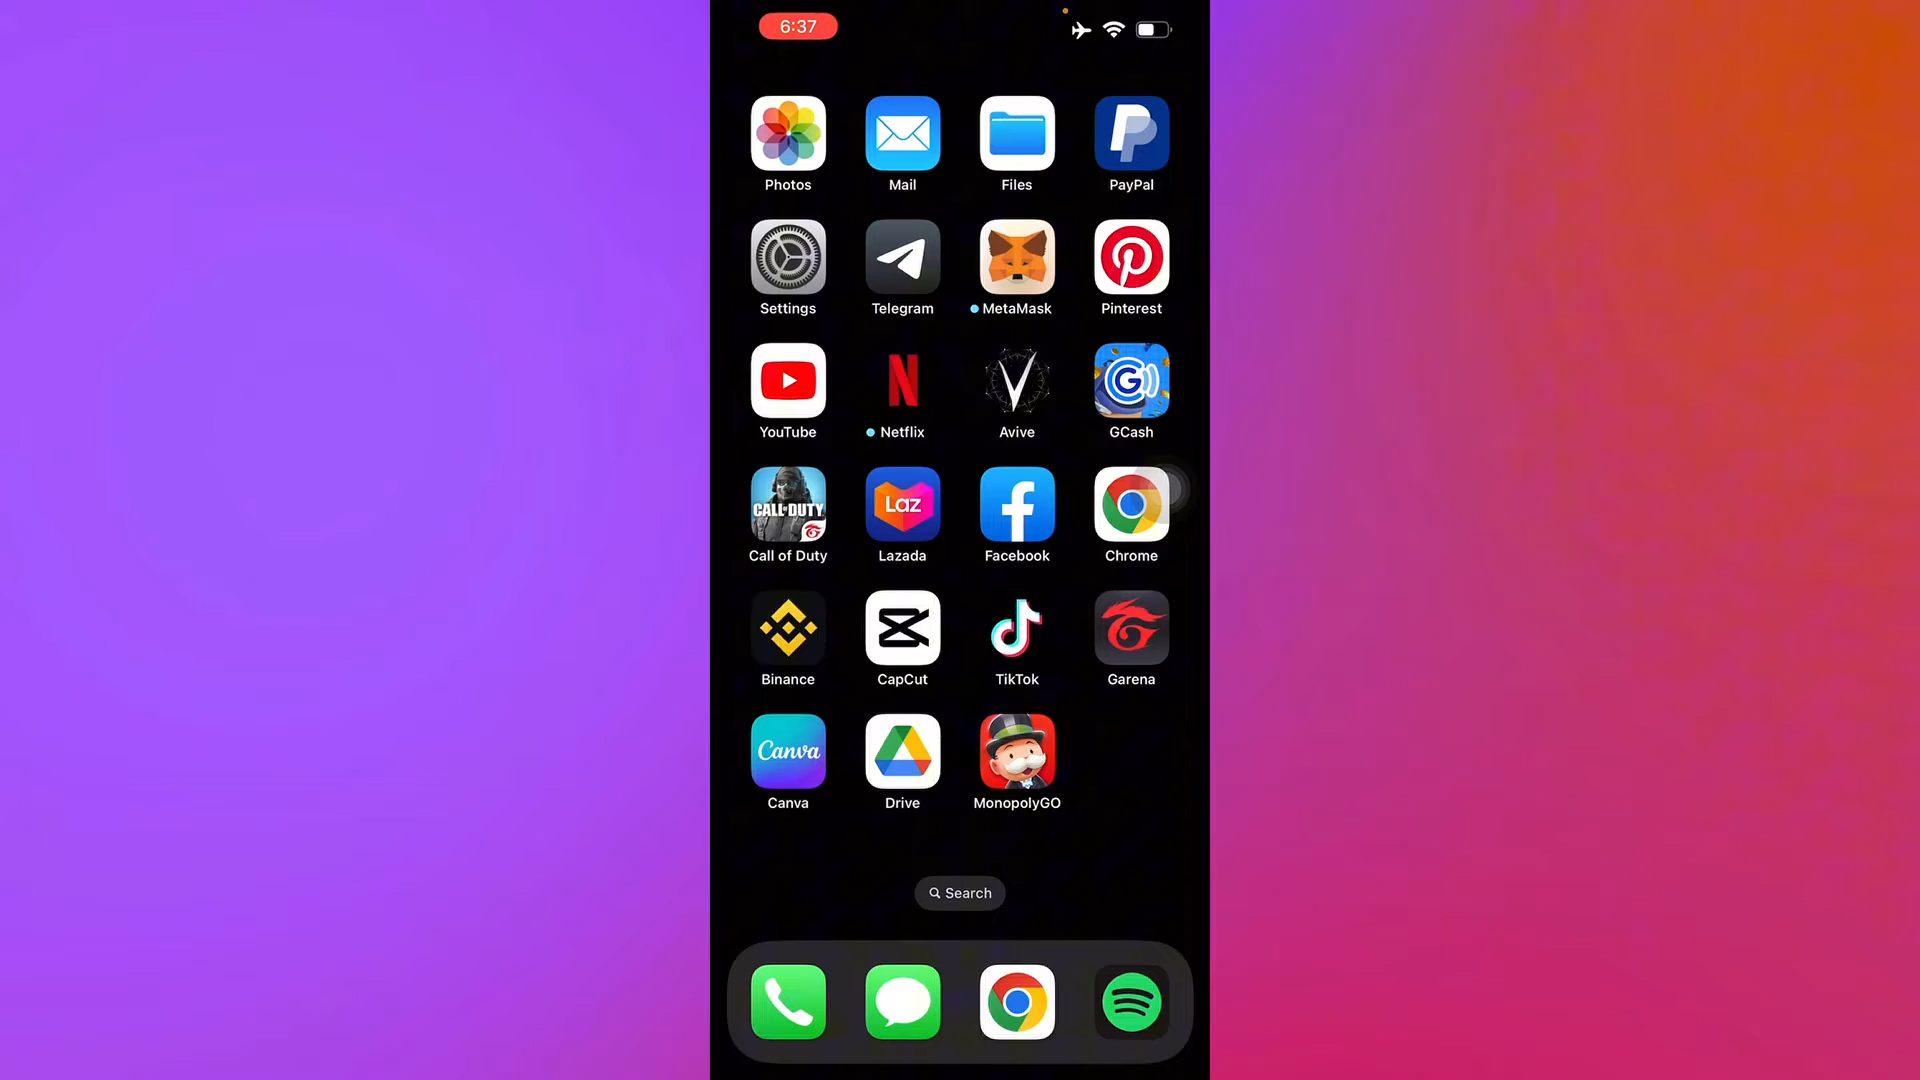 6:37
Photos Mail Files PayPal
Settings Telegram MetaMask Pinterest
N
G
YouTube Netflix Avive GCash
CALL OF DUTY
Laz
Call of Duty Lazada Facebook Chrome
Binance CapCut TikTok Garena
Canva
Canva Drive MonopolyGO
Search